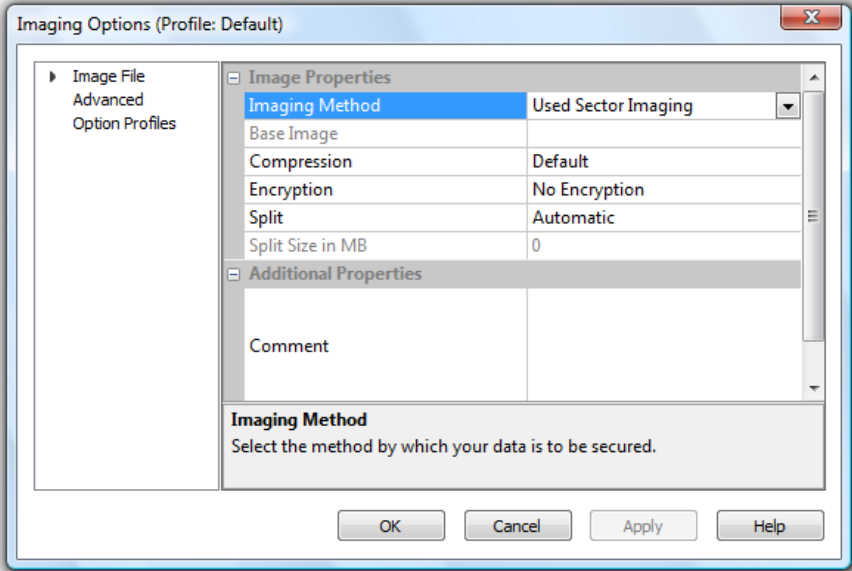 Imaging Options (Profile: Default)
Image File
Advanced
Option Profiles
Image Properties
Imaging Method Used Sector Imaging
Base Image
Compression Default
Encryption No Encryption
Split Automatic
Split Size in MB 0
Additional Properties
Comment
Imaging Method
Select the method by which your data is to be secured.
OK Cancel Apply Help